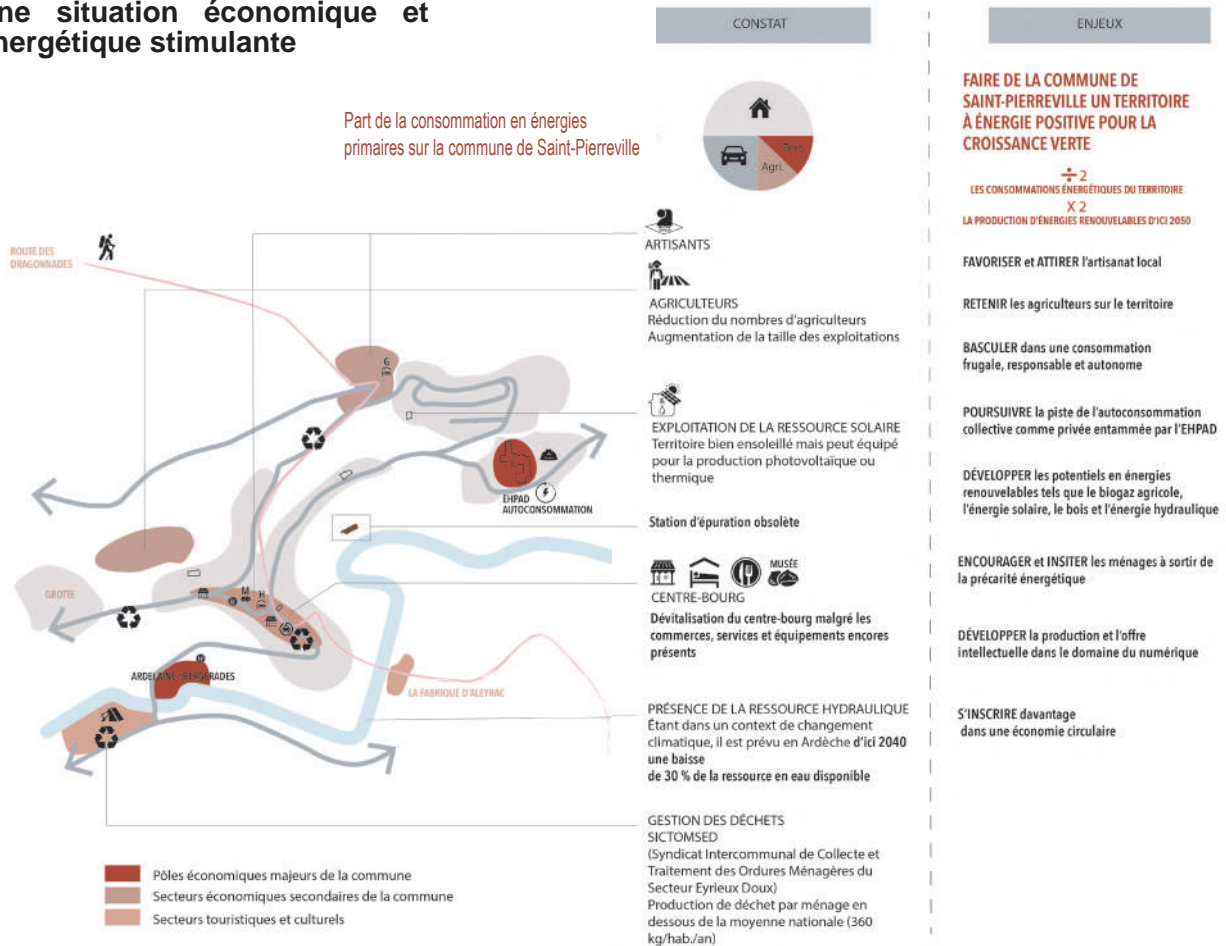 ne situation économique et
nergétique stimulante
Part de la consommation en énergies
primaires sur la commune de Saint-Pierreville
ROUTE DES
DRAGONNADES
G
EHPAD
AUTOCONSOMMATION
GROTTE
M
H
ARDELAINE / BERGERADES
LA FABRIQUE D'ALEYRAC
Pôles économiques majeurs de la commune
Secteurs économiques secondaires de la commune
Secteurs touristiques et culturels
CONSTAT
Tert.
Agri.
ARTISANTS
AGRICULTEURS
Réduction du nombres d'agriculteurs
Augmentation de la taille des exploitations
EXPLOITATION DE LA RESSOURCE SOLAIRE
Territoire bien ensoleillé mais peut équipé
pour la production photovoltaïque ou
thermique
Station d'épuration obsolète
MUSÉE
CENTRE-BOURG
Dévitalisation du centre-bourg malgré les
commerces, services et équipements encores
présents
PRÉSENCE DE LA RESSOURCE HYDRAULIQUE
Étant dans un context de changement
climatique, il est prévu en Ardèche d'ici 2040
une baisse
de 30 % de la ressource en eau disponible
GESTION DES DÉCHETS
SICTOMSED
(Syndicat Intercommunal de Collecte et
Traitement des Ordures Ménagères du
Secteur Eyrieux Doux)
Production de déchet par ménage en
dessous de la moyenne nationale (360
kg/hab./an)
ENJEUX
FAIRE DE LA COMMUNE DE
SAINT-PIERREVILLE UN TERRITOIRE
À ÉNERGIE POSITIVE POUR LA
CROISSANCE VERTE
÷ 2
LES CONSOMMATIONS ÉNERGÉTIQUES DU TERRITOIRE
X 2
LA PRODUCTION D'ÉNERGIES RENOUVELABLES D'ICI 2050
FAVORISER et ATTIRER l'artisanat local
RETENIR les agriculteurs sur le territoire
BASCULER dans une consommation
frugale, responsable et autonome
POURSUIVRE la piste de l'autoconsommation
collective comme privée entammée par l'EHPAD
DÉVELOPPER les potentiels en énergies
renouvelables tels que le biogaz agricole,
l'énergie solaire, le bois et l'énergie hydraulique
ENCOURAGER et INSITER les ménages à sortir de
la précarité énergétique
DÉVELOPPER la production et l'offre
intellectuelle dans le domaine du numérique
S'INSCRIRE davantage
dans une économie circulaire